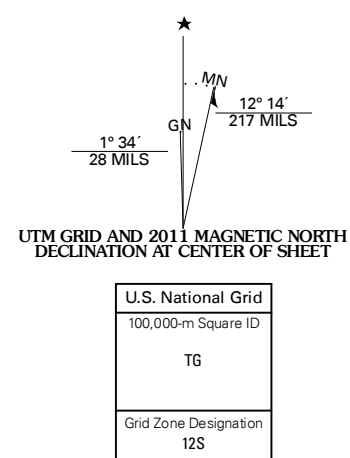 ★
MN
GN
12° 14´
217 MILS
1° 34´
28 MILS
UTM GRID AND 2011 MAGNETIC NORTH
DECLINATION AT CENTER OF SHEET
U.S. National Grid
100,000-m Square ID
TG
Grid Zone Designation
12S